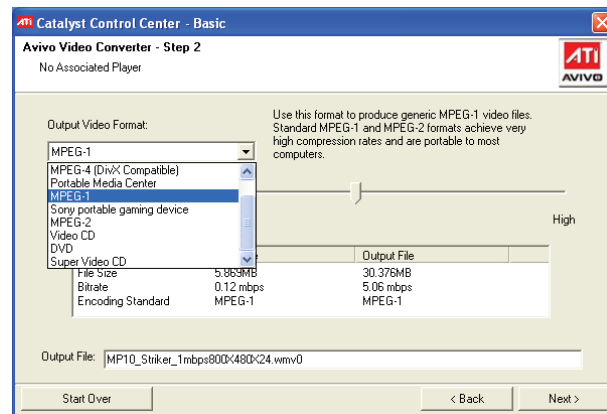 ATI Catalyst Control Center - Basic
Avivo Video Converter - Step 2
No Associated Player
ATI
AVIVO
Output Video Format:
MPEG-1
Use this format to produce generic MPEG-1 video files.
Standard MPEG-1 and MPEG-2 formats achieve very
high compression rates and are portable to most
computers.
MPEG-4 (DivX Compatible)
Portable Media Center
MPEG-1
Sony portable gaming device
MPEG-2
Video CD
DVD
Super Video CD
High
Output File
File Size 5.869MB 30.376MB
Bitrate 0.12 mbps 5.06 mbps
Encoding Standard MPEG-1 MPEG-1
Output File: MP10_Striker_1mbps800X480X24.wmv0
Start Over < Back Next >